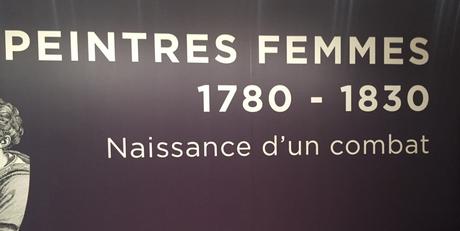 PEINTRES FEMMES
1780 - 1830
Naissance d'un combat